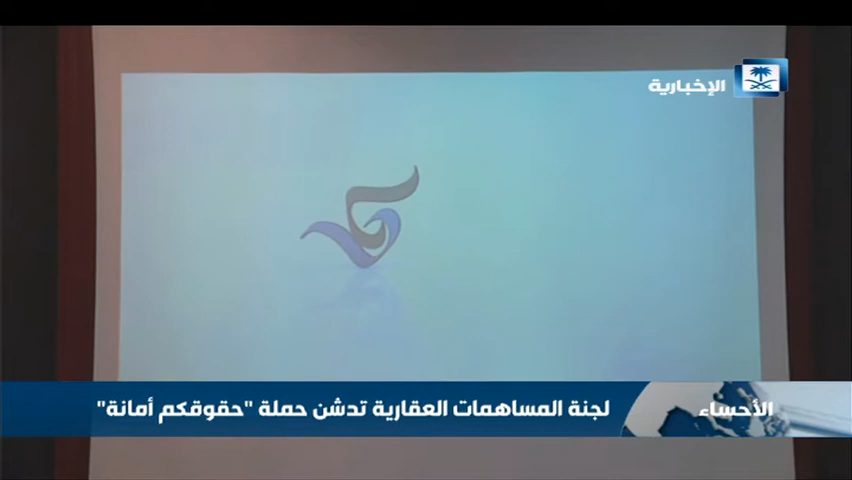 الإخبارية
الأحساء
لجنة المساهمات العقارية تدشن حملة "حقوقكم أمانة"